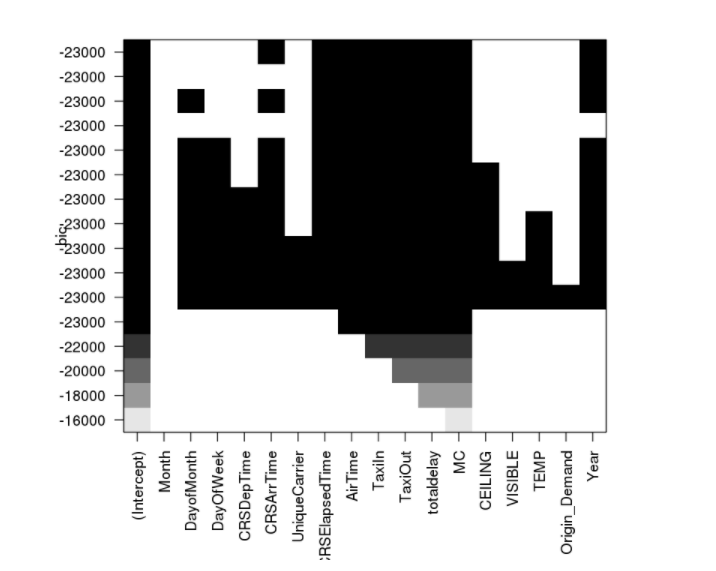 -23000
-23000
-23000
-23000
-23000
-23000
-23000
-23000
bic
-23000
-23000
-23000
-23000
-22000
-20000
-18000
-16000
(Intercept)
Month
DayofMonth
DayOfWeek
CRSDepTime
CRSArrTime
UniqueCarrier
CRSElapsedTime
AirTime
TaxiIn
TaxiOut
totaldelay
MC
CEILING
VISIBLE
TEMP
Origin_Demand
Year